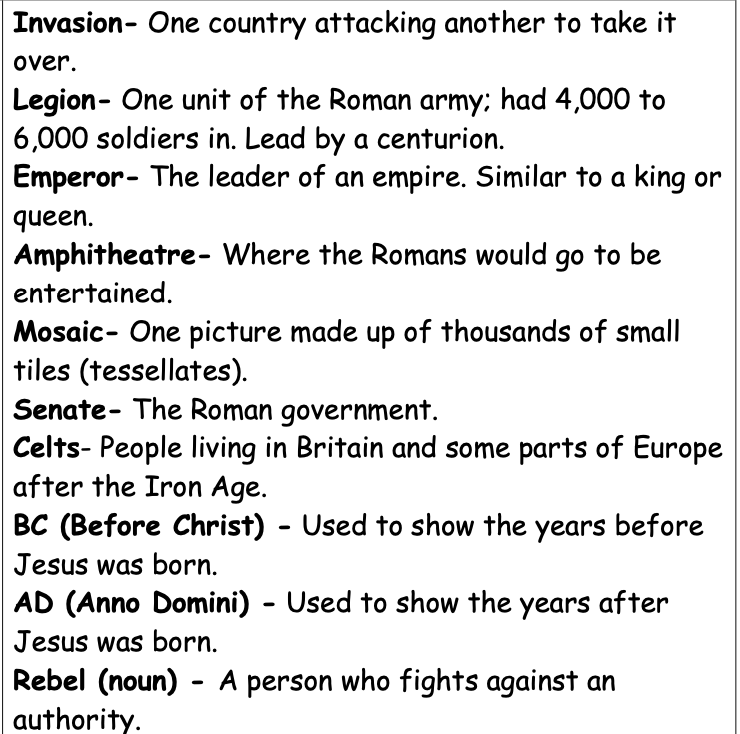 Invasion- One country attacking another to take it
over.
Legion- One unit of the Roman army; had 4,000 to
6,000 soldiers in. Lead by a centurion.
Emperor- The leader of an empire. Similar to a king or
queen.
Amphitheatre- Where the Romans would go to be
entertained.
Mosaic- One picture made up of thousands of small
tiles (tessellates).
Senate- The Roman government.
Celts- People living in Britain and some parts of Europe
after the Iron Age.
BC (Before Christ) - Used to show the years before
Jesus was born.
AD (Anno Domini) - Used to show the years after
Jesus was born.
Rebel (noun) - A person who fights against an
authority.